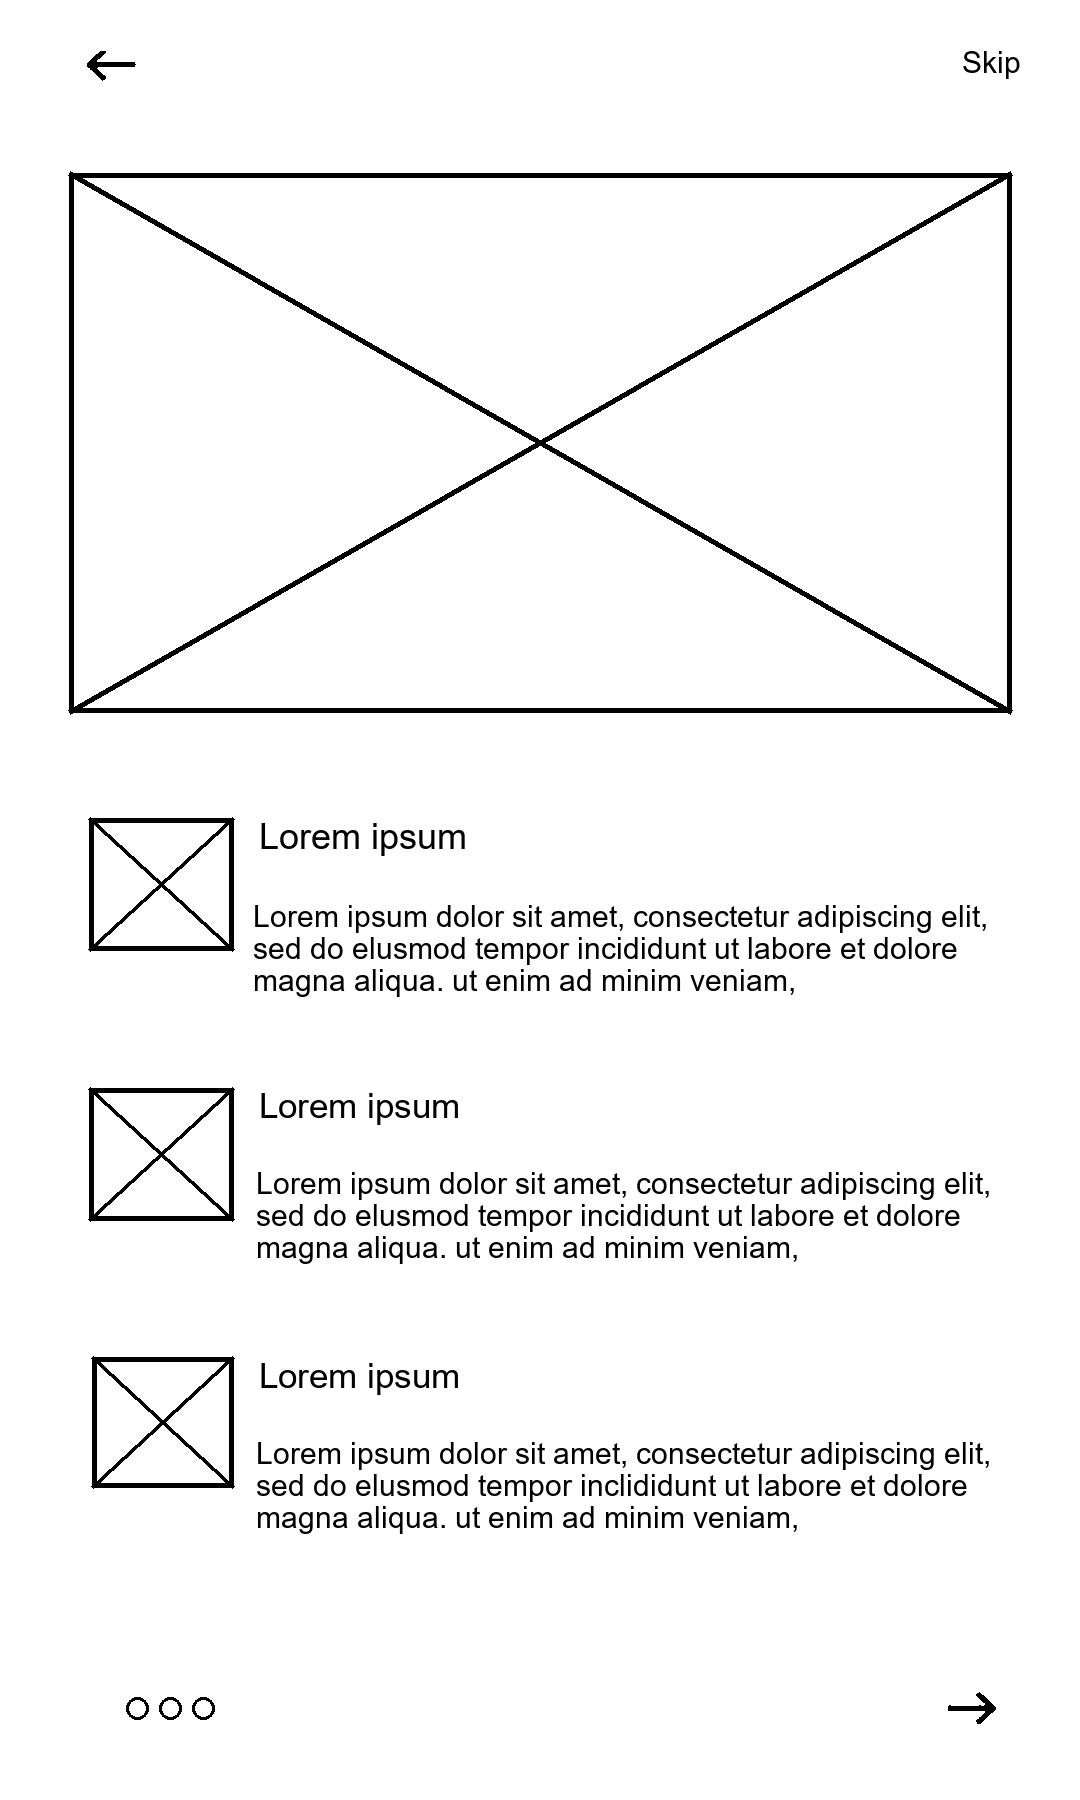 Skip
Lorem ipsum
Lorem ipsum dolor sit amet, consectetur adipiscing elit,
sed do elusmod tempor incididunt ut labore et dolore
magna aliqua. ut enim ad minim veniam,
Lorem ipsum
Lorem ipsum dolor sit amet, consectetur adipiscing elit,
sed do elusmod tempor incididunt ut labore et dolore
magna aliqua. ut enim ad minim veniam,
Lorem ipsum
Lorem ipsum dolor sit amet, consectetur adipiscing elit,
sed do elusmod tempor inclididunt ut labore et dolore
magna aliqua. ut enim ad minim veniam,